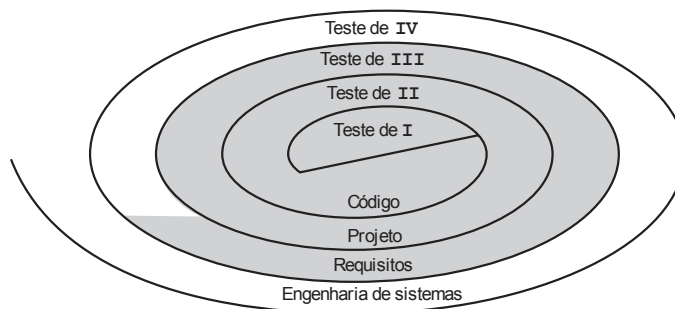 Teste de IV
Teste de III
Teste de II
Teste de I
Código
Projeto
Requisitos
Engenharia de sistemas